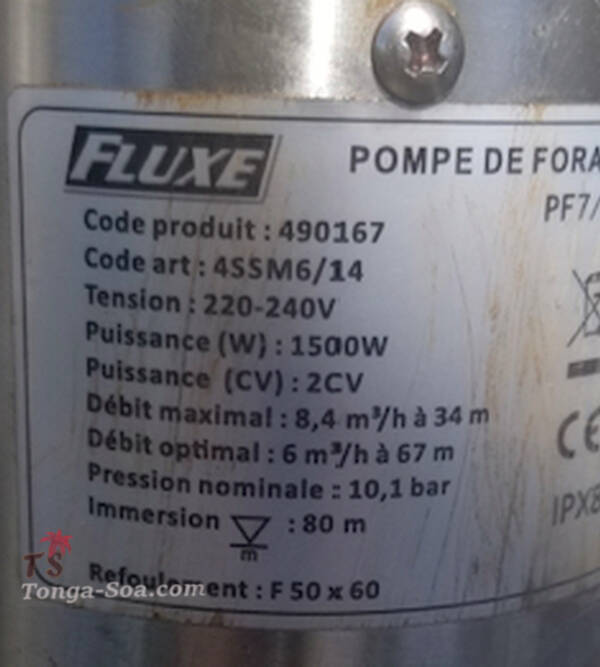 FLUXE
POMPE DE FORA
PF7/
Code produit : 490167
Code art : 4SSM6/14
Tension : 220-240V
Puissance (W) : 1500W
Puissance (CV) : 2CV
Débit maximal : 8,4 m³/h à 34 m
Débit optimal : 6 m³/h à 67 m
Pression nominale : 10,1 bar
Immersion : 80 m
m
Refoulement : F 50 x 60
CE
IPX8
TS
Tonga-Soa.com